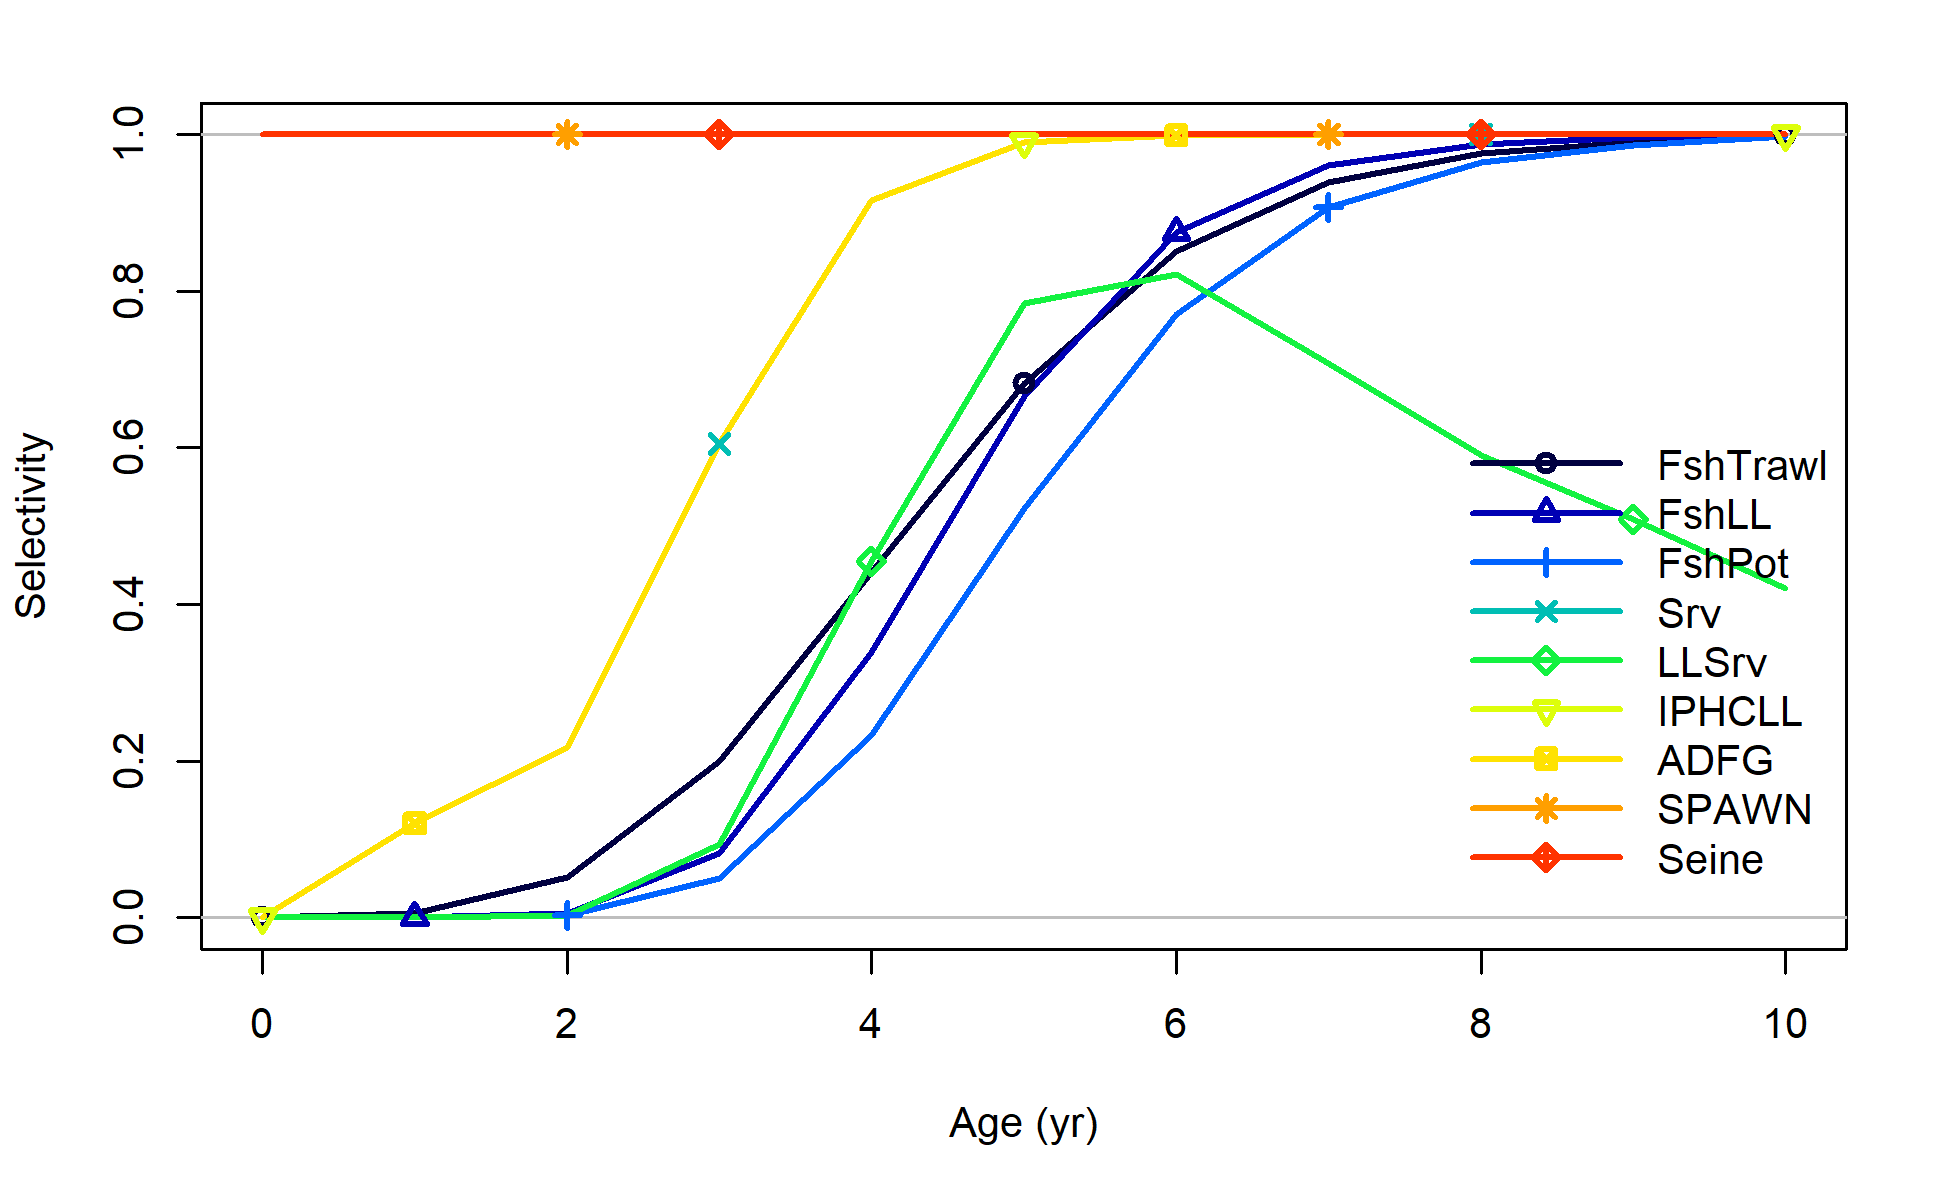 1.0
0.8
0.6
0.4
0.2
0.0
Selectivity
0 2 4 6 8 10
Age (yr)
FshTrawl
FshLL
FshPot
Srv
LLSrv
IPHCLL
ADFG
SPAWN
Seine